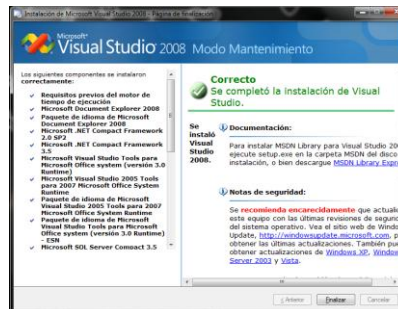 Instalación de Microsoft Visual Studio 2008 - Página de finalización
Microsoft
Visual Studio 2008 Modo Mantenimiento
Los siguientes componentes se instalaron
correctamente:
Requisitos previos del motor de
tiempo de ejecución
Microsoft Document Explorer 2008
Paquete de idioma de Microsoft
Document Explorer 2008
Microsoft .NET Compact Framework
2.0 SP2
Microsoft .NET Compact Framework
3.5
Microsoft Visual Studio Tools para
Microsoft Office system (versión 3.0
Runtime)
Microsoft Visual Studio 2005 Tools
para 2007 Microsoft Office System
Runtime
Paquete de idioma de Microsoft
Visual Studio 2005 Tools para 2007
Microsoft Office System Runtime
Paquete de idioma de Microsoft
Visual Studio Tools para Microsoft
Office system (versión 3.0 Runtime)
- ESN
Microsoft SQL Server Compact 3.5
Correcto
Se completó la instalación de Visual
Studio.
Se
instaló
Visual
Studio
2008.
Documentación:
Para instalar MSDN Library para Visual Studio 20
ejecute setup.exe en la carpeta MSDN del disco
instalación, o bien descargue MSDN Library Expr
Notas de seguridad:
Se recomienda encarecidamente que actualic
este equipo con las últimas revisiones de segurid
del sistema operativo. Vea el sitio web de Windo
Update, http://windowsupdate.microsoft.com, p
obtener las últimas actualizaciones. También pue
obtener actualizaciones de Windows XP, Window
Server 2003 y Vista.
< Anterior
Finalizar
Cancelar